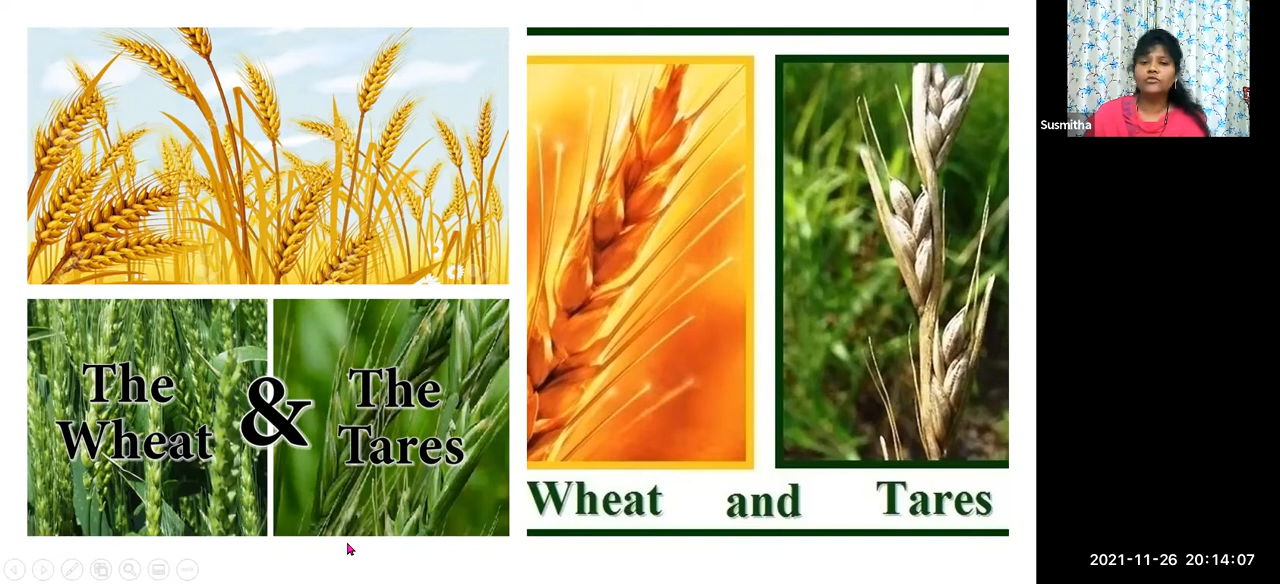 The
Wheat
&
The
Tares
Wheat and Tares
Susmitha
2021-11-26 20:14:07